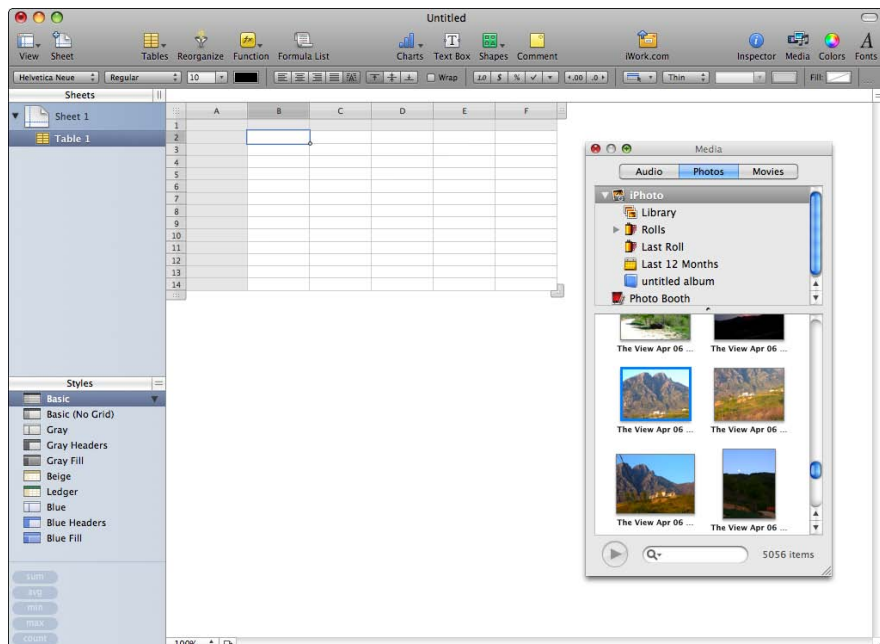 Untitled
View Sheet Tables Reorganize Function Formula List Charts Text Box Shapes Comment iWork.com Inspector Media Colors Fonts
Helvetica Neue Regular 10 Wrap 1.0 $ % .00 .0 Thin Fill:
Sheets
Sheet 1
Table 1
A B C D E F
1
2
3
4
5
6
7
8
9
10
11
12
13
14
Styles
Basic
Basic (No Grid)
Gray
Gray Headers
Gray Fill
Beige
Ledger
Blue
Blue Headers
Blue Fill
sum
avg
min
max
count
100%
Media
Audio Photos Movies
iPhoto
Library
Rolls
Last Roll
Last 12 Months
untitled album
Photo Booth
The View Apr 06 ... The View Apr 06 ...
The View Apr 06 ... The View Apr 06 ...
The View Apr 06 ... The View Apr 06 ...
5056 items